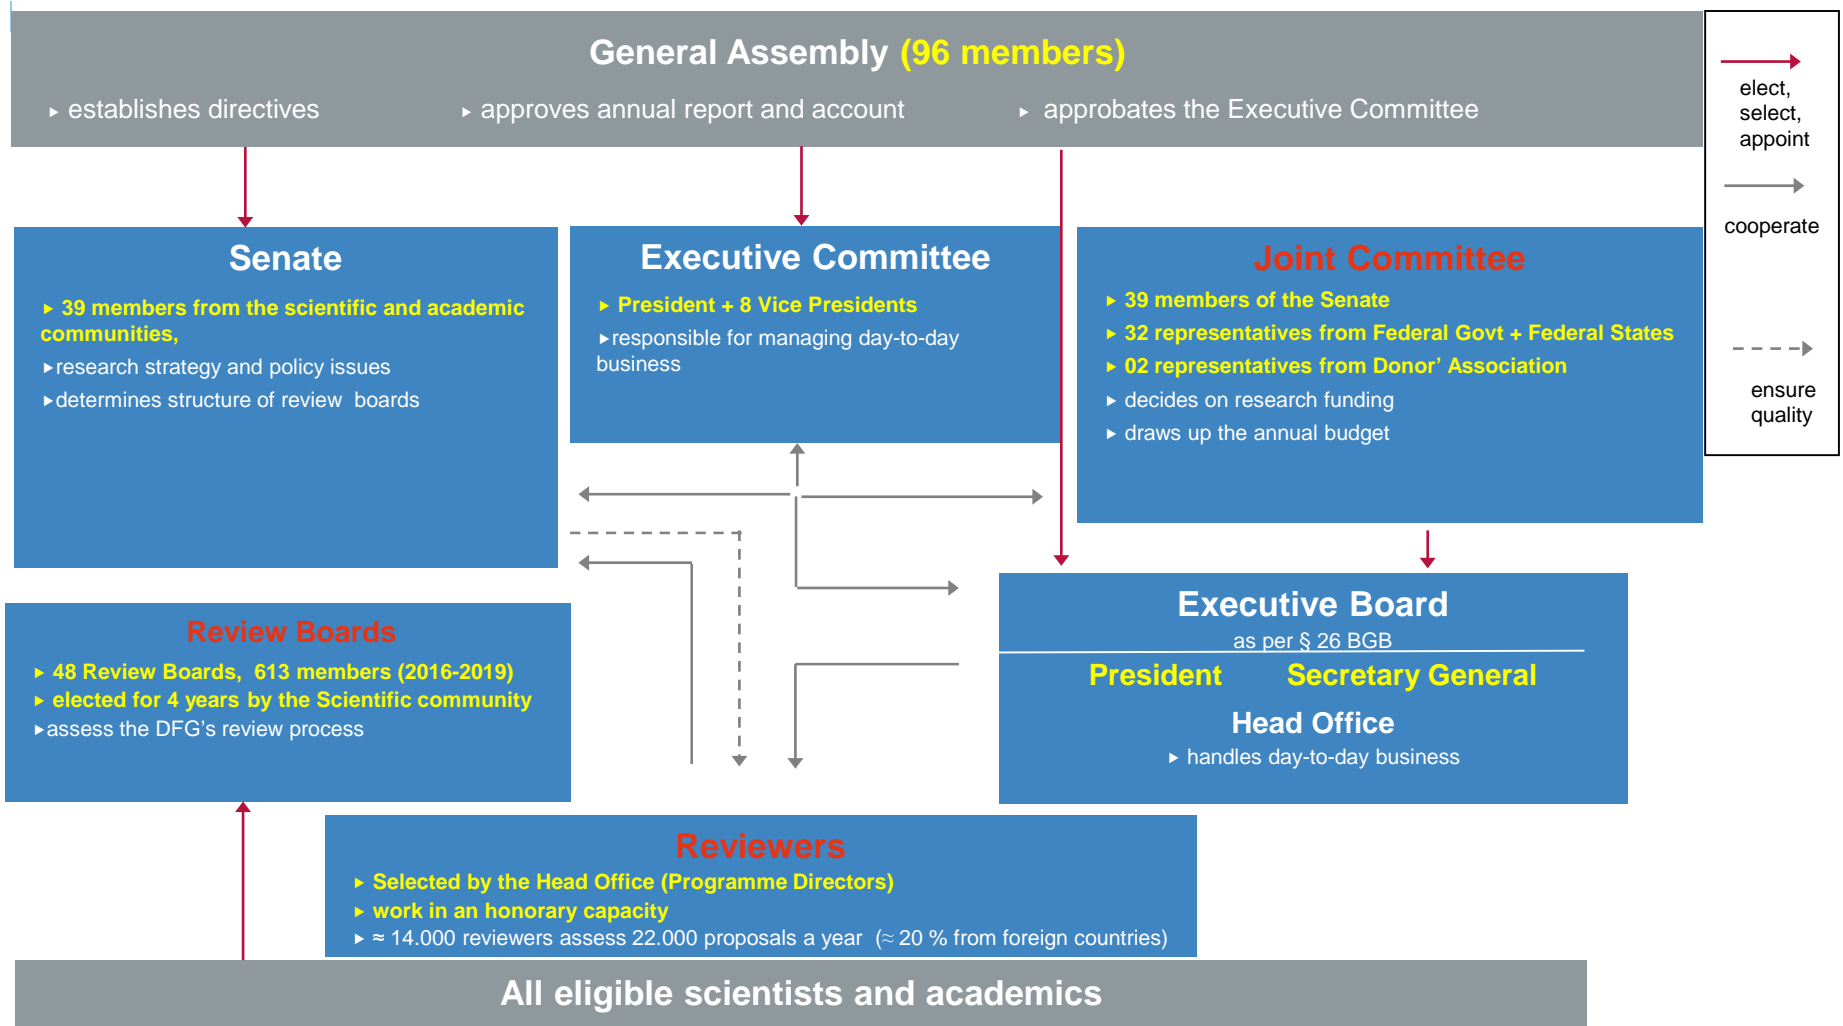 General Assembly (96 members)
▸ establishes directives
▸ approves annual report and account
▸ approbates the Executive Committee
elect,
select,
appoint
cooperate
ensure
quality
Senate
▸ 39 members from the scientific and academic
communities,
▸research strategy and policy issues
▸determines structure of review boards
Executive Committee
▸ President + 8 Vice Presidents
▸responsible for managing day-to-day
business
Joint Committee
▸ 39 members of the Senate
▸ 32 representatives from Federal Govt + Federal States
▸ 02 representatives from Donor’ Association
▸ decides on research funding
▸ draws up the annual budget
Review Boards
▸ 48 Review Boards, 613 members (2016-2019)
▸ elected for 4 years by the Scientific community
▸assess the DFG’s review process
Executive Board
as per § 26 BGB
President Secretary General
Head Office
▸ handles day-to-day business
Reviewers
▸ Selected by the Head Office (Programme Directors)
▸ work in an honorary capacity
▸ ≈ 14.000 reviewers assess 22.000 proposals a year (≈ 20 % from foreign countries)
All eligible scientists and academics